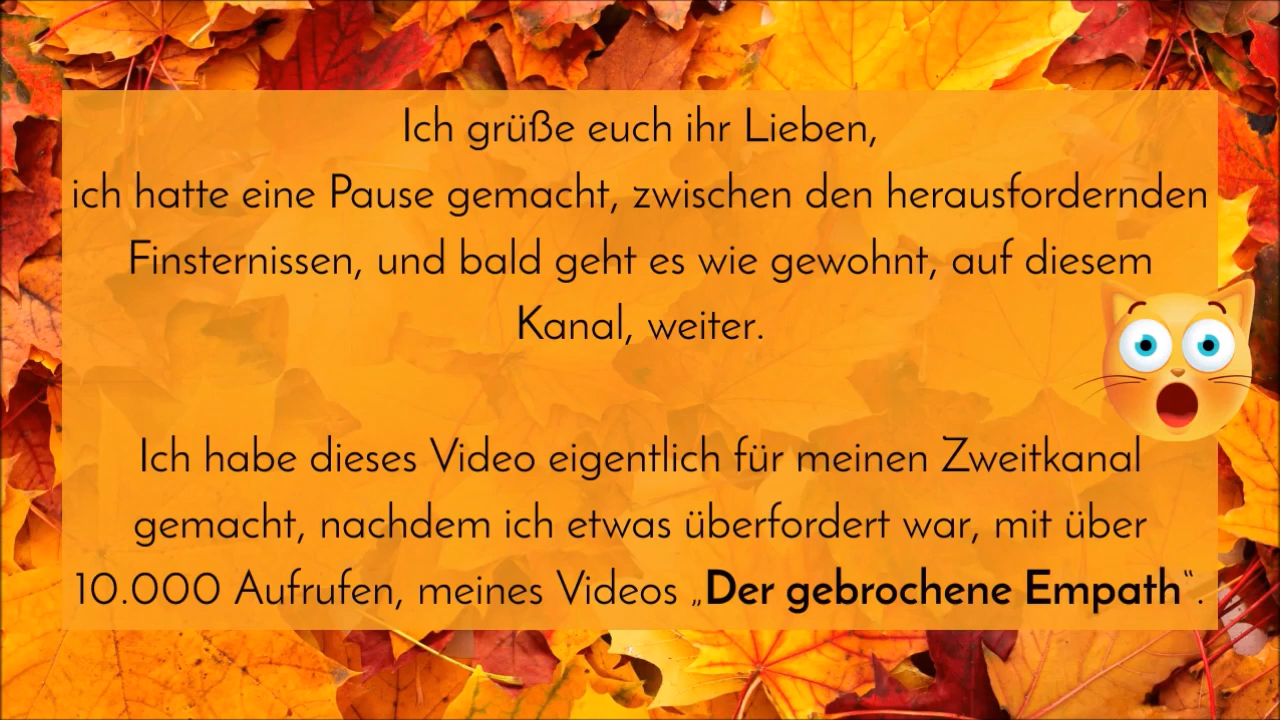 Ich grüße euch ihr Lieben,
ich hatte eine Pause gemacht, zwischen den herausfordernden
Finsternissen, und bald geht es wie gewohnt, auf diesem
Kanal, weiter.
Ich habe dieses Video eigentlich für meinen Zweitkanal
gemacht, nachdem ich etwas überfordert war, mit über
10.000 Aufrufen, meines Videos „Der gebrochene Empath“.